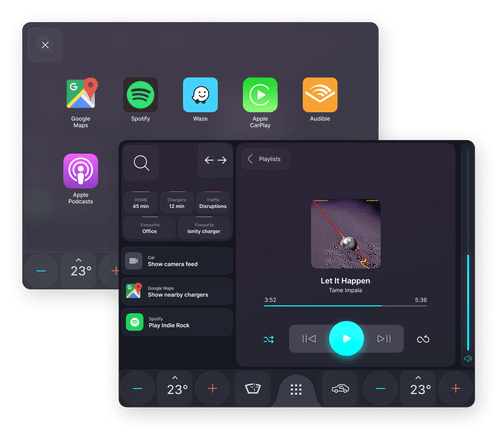 Google
Maps
Spotify
Waze
Apple
CarPlay
Audible
Apple
Podcasts
23°
Playlists
HOME
45 min
Chargers
12 min
Traffic
Disruptions
Favourite
Office
Favourite
Ionity charger
Car
Show camera feed
Google Maps
Show nearby chargers
Spotify
Play Indie Rock
Let It Happen
Tame Impala
3:52
5:36
23°
23°